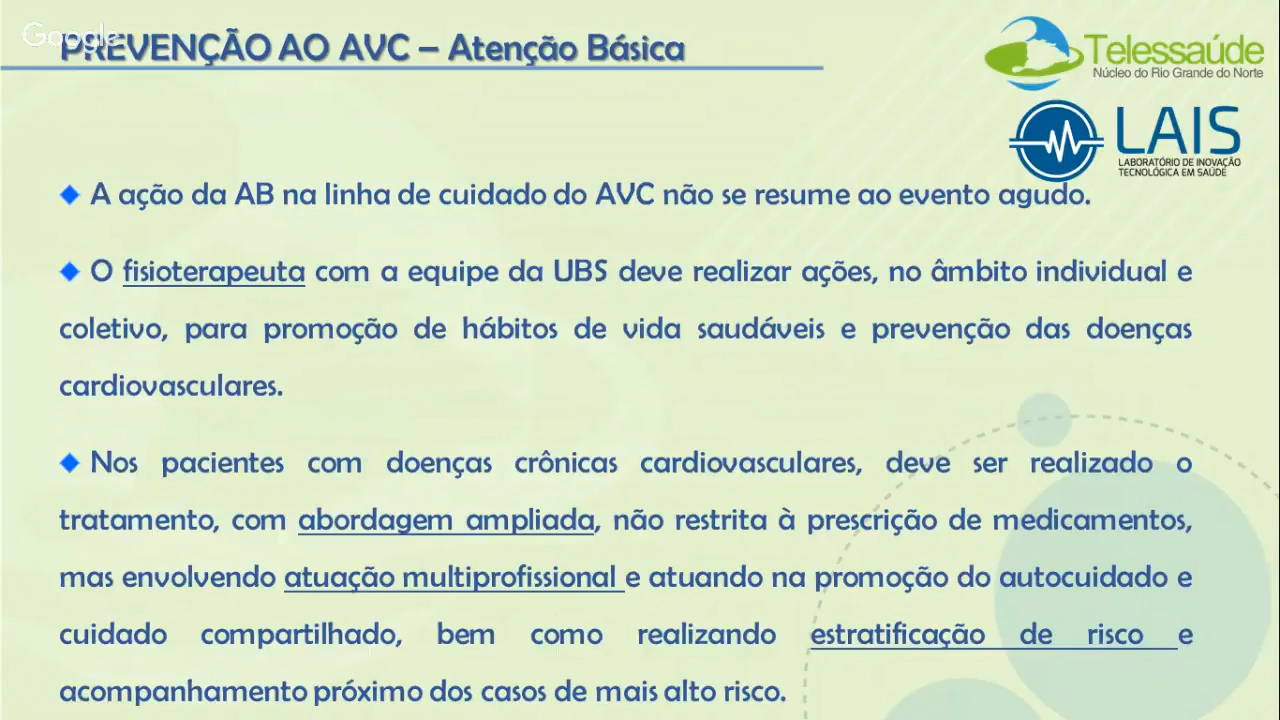 Google
PREVENÇÃO AO AVC – Atenção Básica
Telessaúde
Núcleo do Rio Grande do Norte
LAIS
LABORATÓRIO DE INOVAÇÃO
TECNOLÓGICA EM SAÚDE
A ação da AB na linha de cuidado do AVC não se resume ao evento agudo.
O fisioterapeuta com a equipe da UBS deve realizar ações, no âmbito individual e
coletivo, para promoção de hábitos de vida saudáveis e prevenção das doenças
cardiovasculares.
Nos pacientes com doenças crônicas cardiovasculares, deve ser realizado o
tratamento, com abordagem ampliada, não restrita à prescrição de medicamentos,
mas envolvendo atuação multiprofissional e atuando na promoção do autocuidado e
cuidado compartilhado, bem como realizando estratificação de risco e
acompanhamento próximo dos casos de mais alto risco.